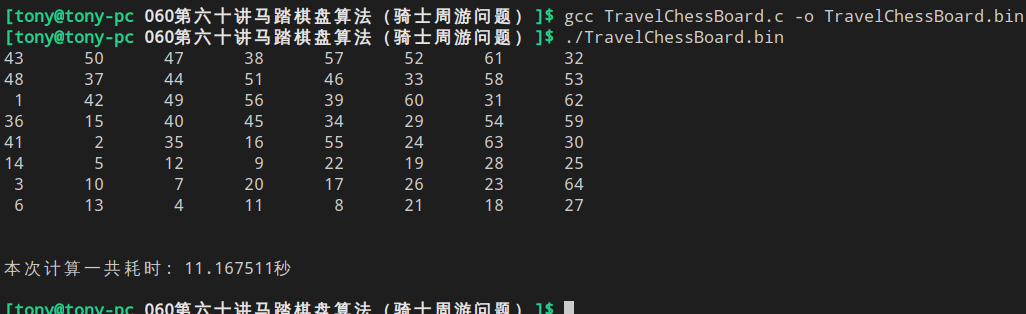 [tony@tony-pc 060第六十讲马踏棋盘算法（骑士周游问题）]$ gcc TravelChessBoard.c -o TravelChessBoard.bin
[tony@tony-pc 060第六十讲马踏棋盘算法（骑士周游问题）]$ ./TravelChessBoard.bin
43 50 47 38 57 52 61 32
48 37 44 51 46 33 58 53
1 42 49 56 39 60 31 62
36 15 40 45 34 29 54 59
41 2 35 16 55 24 63 30
14 5 12 9 22 19 28 25
3 10 7 20 17 26 23 64
6 13 4 11 8 21 18 27
本次计算一共耗时：11.167511秒
[tony@tony-pc 060第六十讲马踏棋盘算法（骑士周游问题）]$